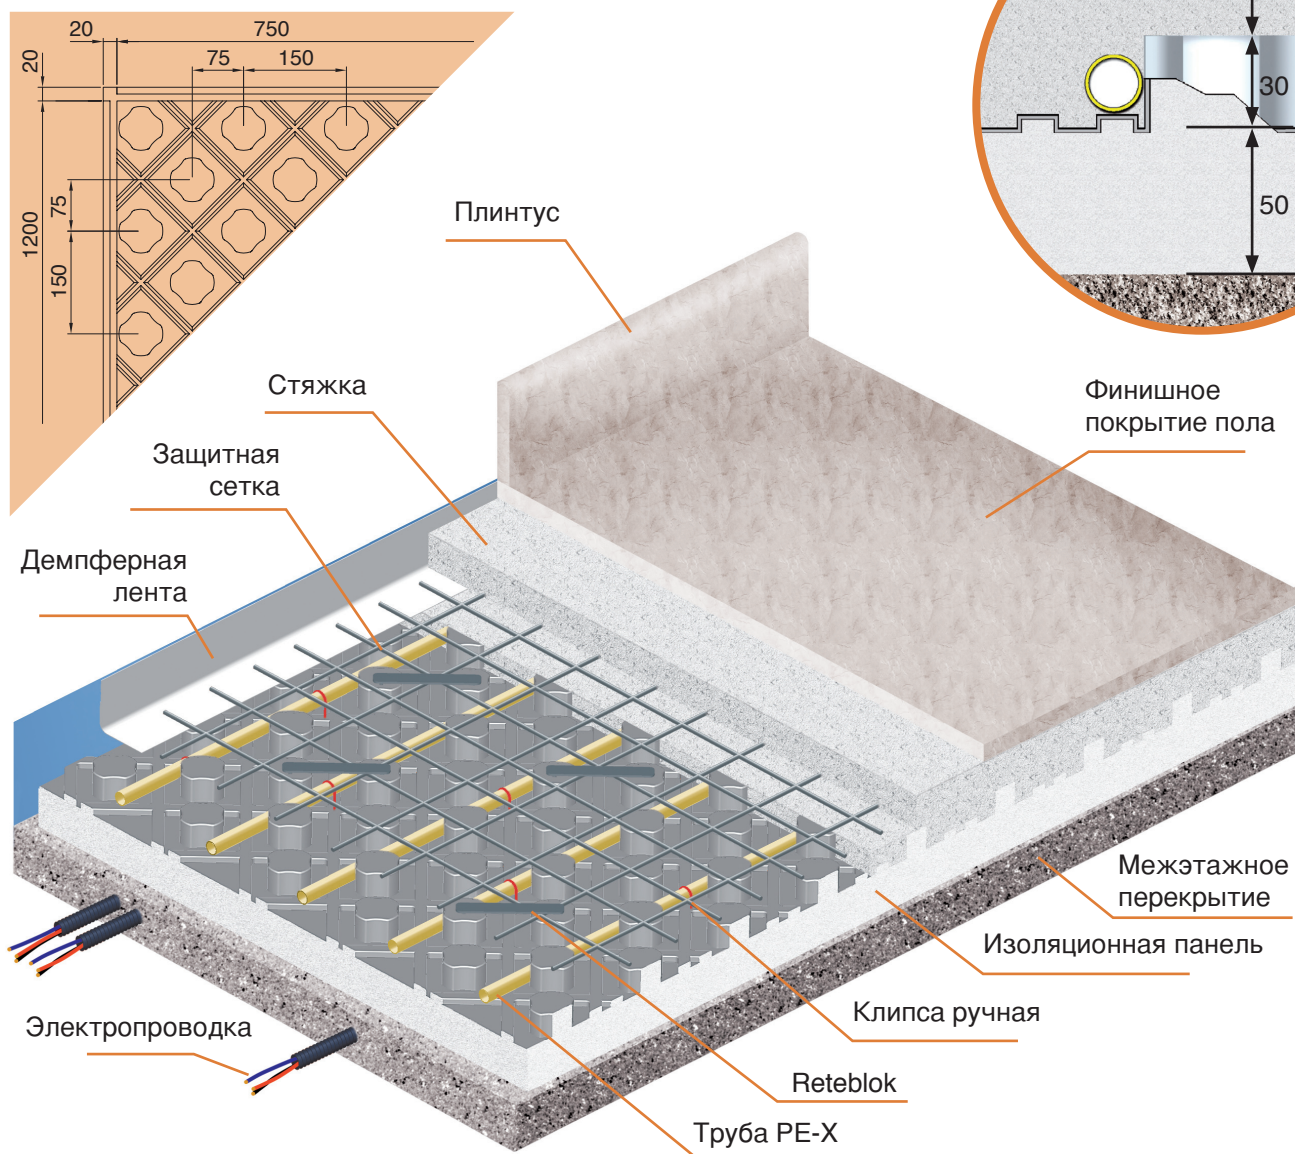 20
750
75
150
20
1200
75
150
30
50
Плинтус
Стяжка
Финишное
покрытие пола
Защитная
сетка
Демпферная
лента
Межэтажное
перекрытие
Изоляционная панель
Клипса ручная
Электропроводка
Reteblok
Труба PE-X